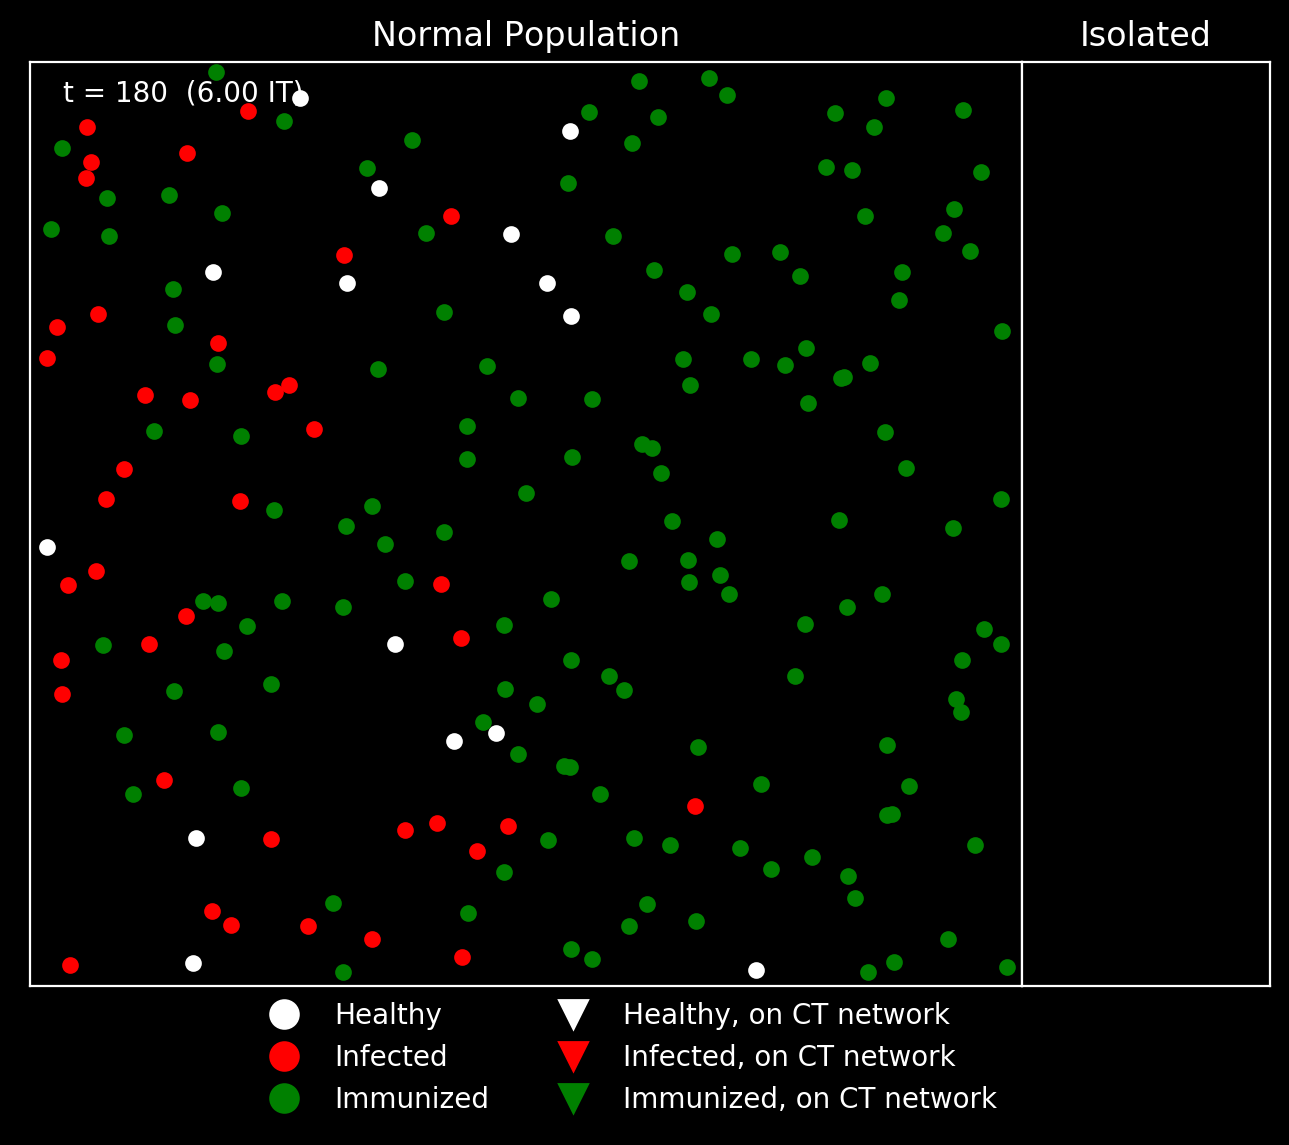 Normal Population
Isolated
t = 180  (6.00 IT)
Healthy
Infected
Immunized
Healthy, on CT network
Infected, on CT network
Immunized, on CT network